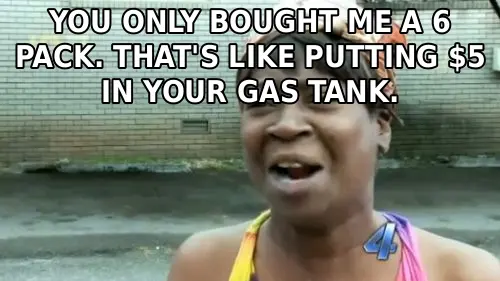 YOU ONLY BOUGHT ME A 6
PACK. THAT'S LIKE PUTTING $5
IN YOUR GAS TANK.
4